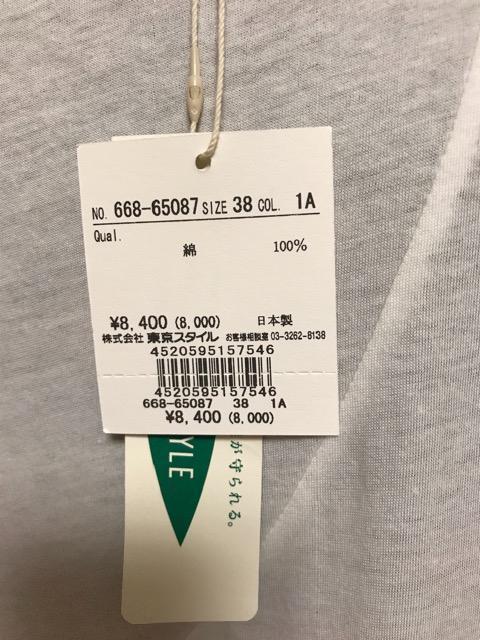 NO. 668-65087 SIZE 38 COL. 1A
Qual.
綿 100%
¥8,400 (8,000) 日本製
株式会社 東京スタイル お客様相談室 03-3262-8138
4520595157546
4520595157546
668-65087 38 1A
¥8,400 (8,000)
YLE
が守られる。